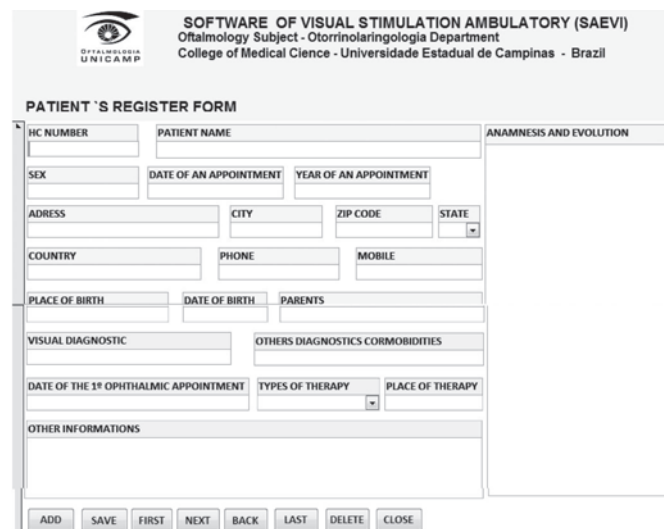 SOFTWARE OF VISUAL STIMULATION AMBULATORY (SAEVI)
Oftalmology Subject - Otorrinolaringologia Department
College of Medical Cience - Universidade Estadual de Campinas - Brazil
OFTALMOLOGIA
UNICAMP
PATIENT `S REGISTER FORM
HC NUMBER PATIENT NAME ANAMNESIS AND EVOLUTION
SEX DATE OF AN APPOINTMENT YEAR OF AN APPOINTMENT
ADRESS CITY ZIP CODE STATE
COUNTRY PHONE MOBILE
PLACE OF BIRTH DATE OF BIRTH PARENTS
VISUAL DIAGNOSTIC OTHERS DIAGNOSTICS CORMOBIDITIES
DATE OF THE 1º OPHTHALMIC APPOINTMENT TYPES OF THERAPY PLACE OF THERAPY
OTHER INFORMATIONS
ADD SAVE FIRST NEXT BACK LAST DELETE CLOSE